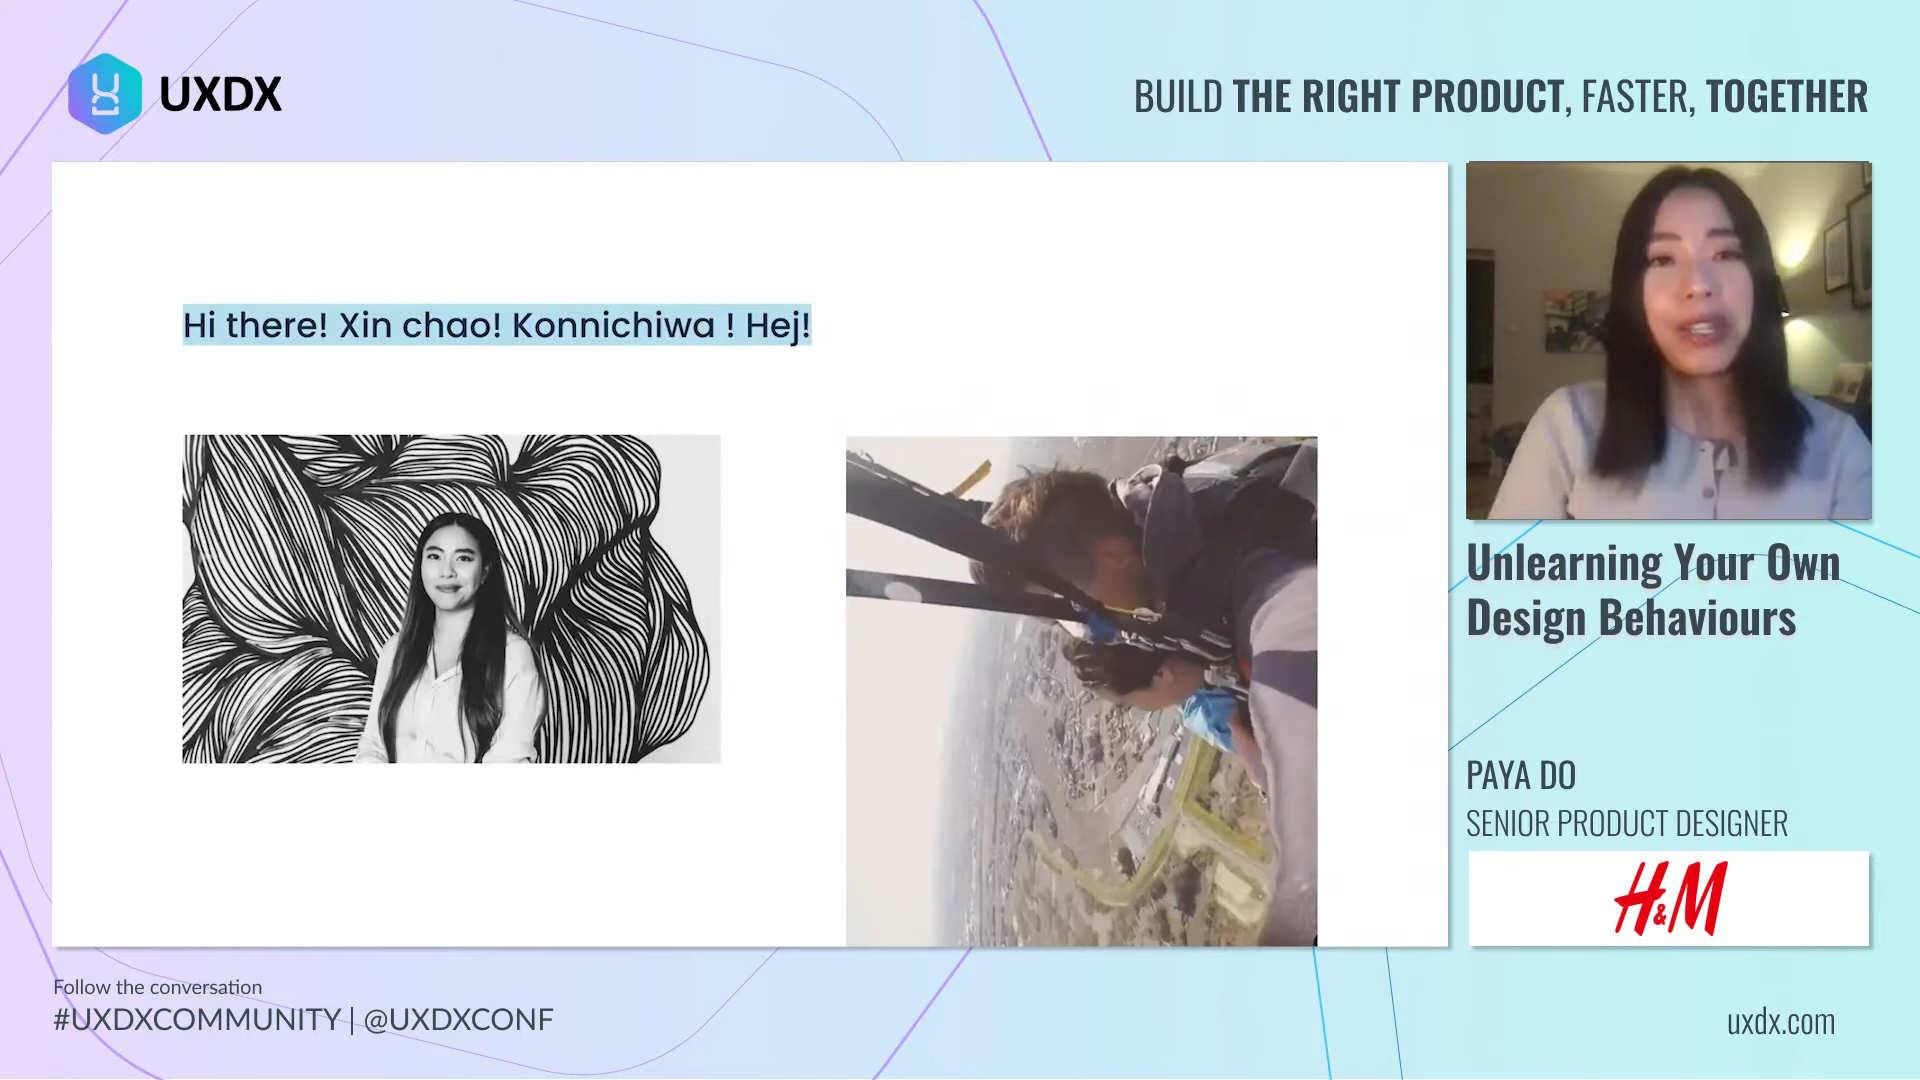 UXDX
BUILD THE RIGHT PRODUCT, FASTER, TOGETHER
Hi there! Xin chao! Konnichiwa ! Hej!
Unlearning Your Own
Design Behaviours
PAYA DO
SENIOR PRODUCT DESIGNER
H&M
Follow the conversation
#UXDXCOMMUNITY | @UXDXCONF
uxdx.com